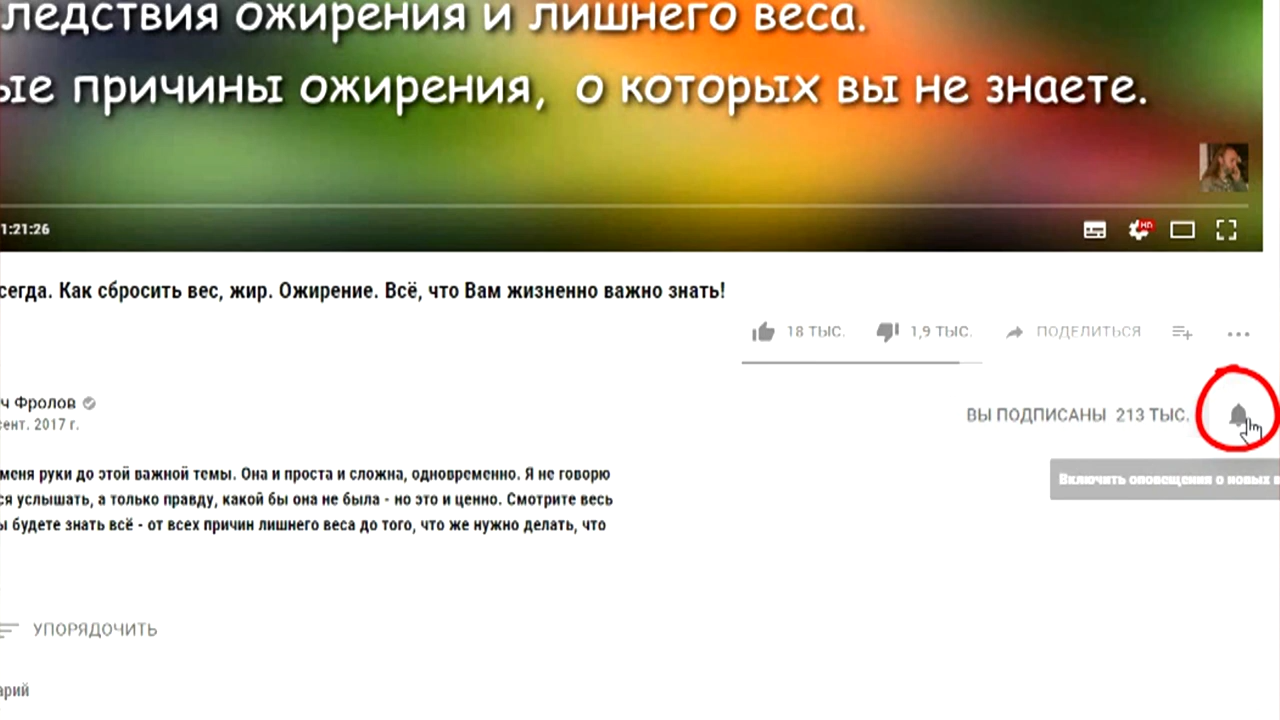 ледствия ожирения и лишнего веса.
ые причины ожирения, о которых вы не знаете.
1:21:26
HD
сегда. Как сбросить вес, жир. Ожирение. Всё, что Вам жизненно важно знать!
18 ТЫС. 1,9 ТЫС. ПОДЕЛИТЬСЯ
ч Фролов
сент. 2017 г.
ВЫ ПОДПИСАНЫ 213 ТЫС.
Включить оповещения о новых в
меня руки до этой важной темы. Она и проста и сложна, одновременно. Я не говорю
ся услышать, а только правду, какой бы она не была - но это и ценно. Смотрите весь
ы будете знать всё - от всех причин лишнего веса до того, что же нужно делать, что
УПОРЯДОЧИТЬ
арий